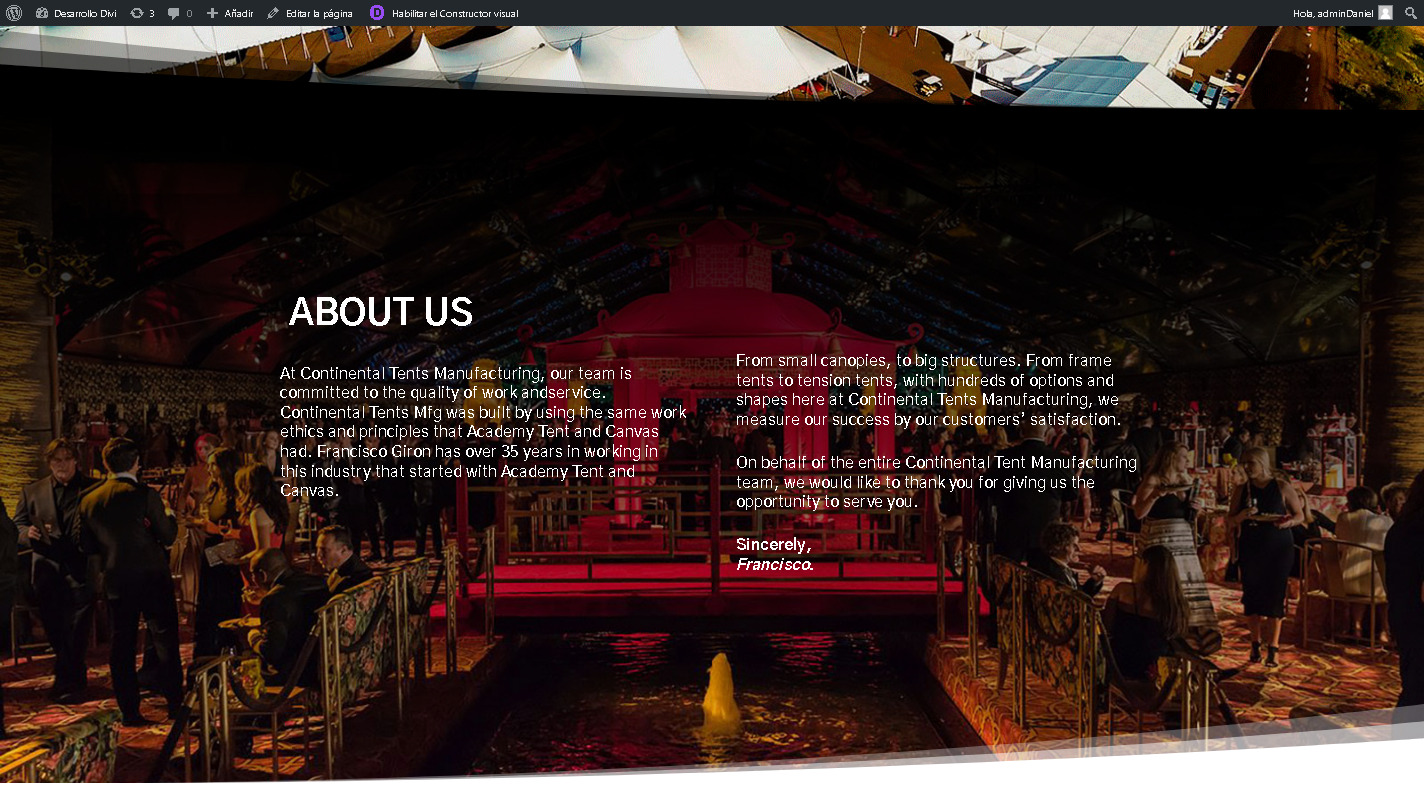 Desarrollo Divi
3
0
Añadir
Editar la página
D
Habilitar el Constructor visual
Hola, adminDaniel
ABOUT US
At Continental Tents Manufacturing, our team is
committed to the quality of work andservice.
Continental Tents Mfg was built by using the same work
ethics and principles that Academy Tent and Canvas
had. Francisco Giron has over 35 years in working in
this industry that started with Academy Tent and
Canvas.
From small canopies, to big structures. From frame
tents to tension tents, with hundreds of options and
shapes here at Continental Tents Manufacturing, we
measure our success by our customers’ satisfaction.
On behalf of the entire Continental Tent Manufacturing
team, we would like to thank you for giving us the
opportunity to serve you.
Sincerely,
Francisco.